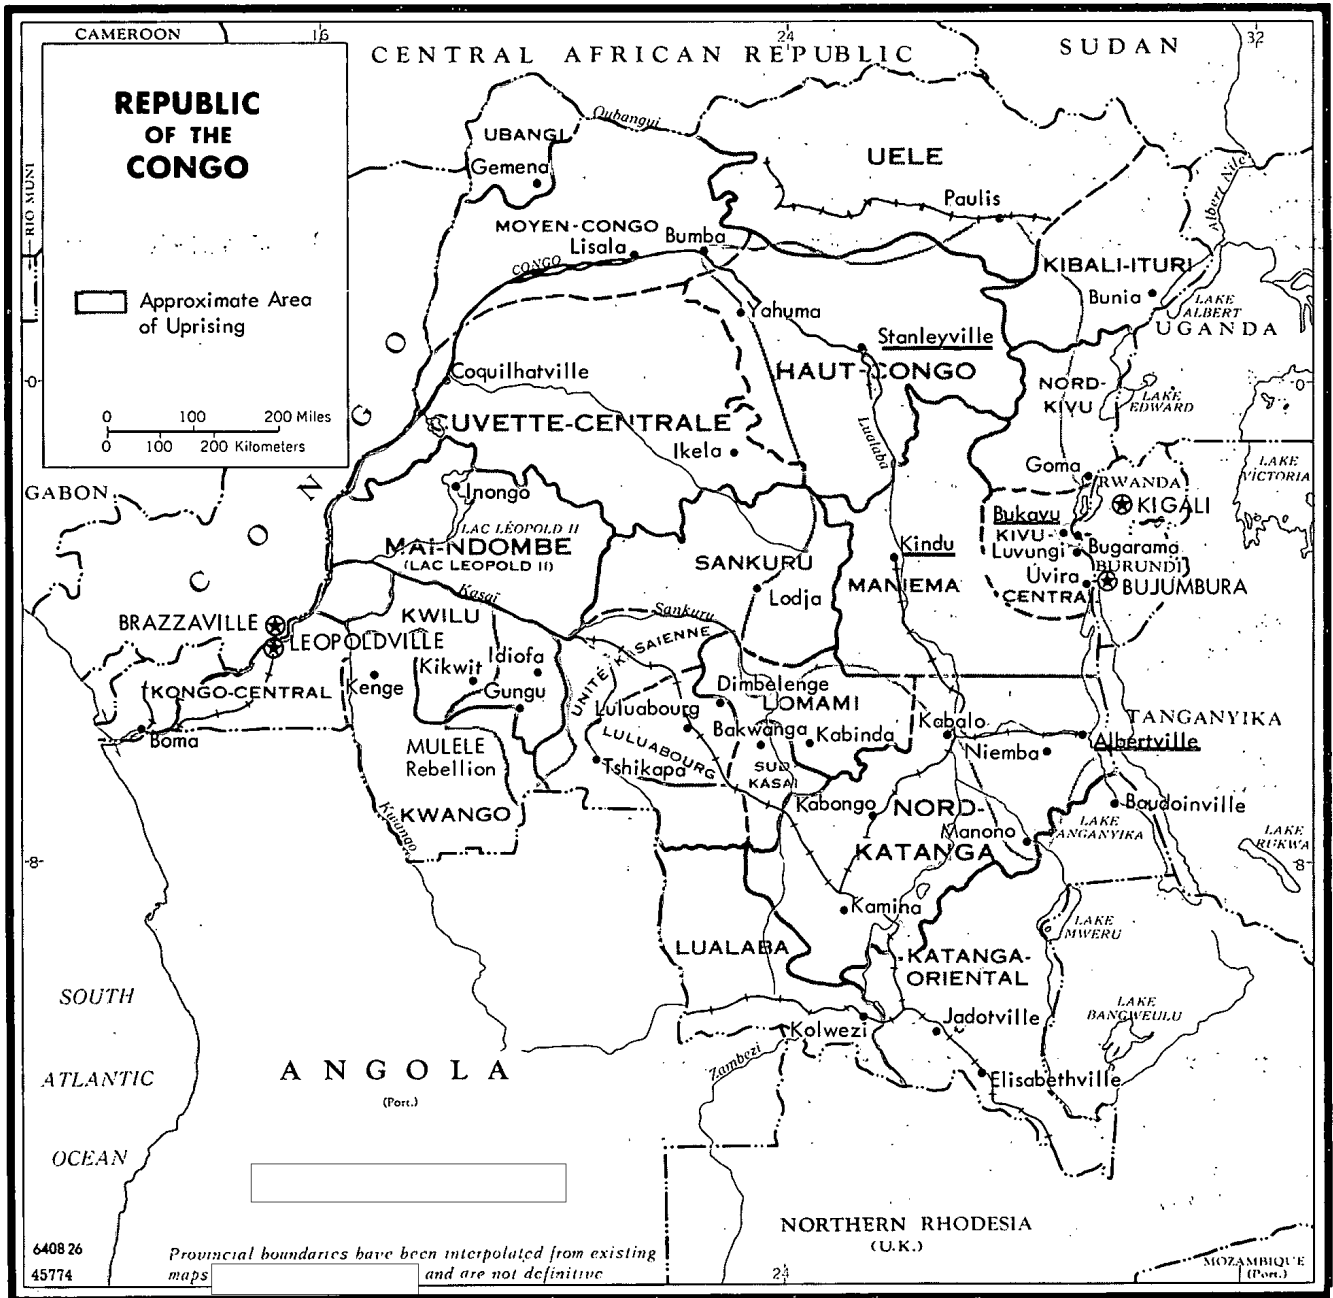 CAMEROON
16
24
32
CENTRAL AFRICAN REPUBLIC
SUDAN
REPUBLIC
OF THE
CONGO
RIO MUNI
Approximate Area
of Uprising
0 100 200 Miles
0 100 200 Kilometers
Oubangui
UBANGI
Gemena
UELE
Paulis
Albert Nile
MOYEN-CONGO
Lisala
Bumba
CONGO
KIBALI-ITURI
Bunia
LAKE
ALBERT
UGANDA
Yahuma
Stanleyville
HAUT-CONGO
CONGO
0
0
Coquilhatville
CUVETTE-CENTRALE
Ikela
Lualaba
NORD-
KIVU
LAKE
EDWARD
Goma
LAKE
VICTORIA
RWANDA
KIGALI
GABON
Inongo
LAC LÉOPOLD II
MAI-NDOMBE
(LAC LEOPOLD II)
SANKURU
Lodja
Kindu
MANIEMA
Bukavu
KIVU-
Luvungi
Bugarama
BURUNDI
Uvira
CENTRAL
BUJUMBURA
Kasai
Sankuru
BRAZZAVILLE
LEOPOLDVILLE
KWILU
Idiofa
Kikwit
Gungu
KONGO-CENTRAL
Kenge
Boma
UNITÉ KASAIENNE
Dimbelenge
LOMAMI
Luluabourg
Bakwanga
Kabinda
LULUABOURG
Tshikapa
SUD
KASAI
MULELE
Rebellion
KWANGO
Kwango
Kabalo
Niemba
Albertville
TANGANYIKA
Kabongo
NORD-
KATANGA
Manono
Baudoinville
LAKE
TANGANYIKA
LAKE
RUKWA
-8-
8
Kamina
LUALABA
KATANGA-
ORIENTAL
LAKE
MWERU
LAKE
BANGWEULU
Kolwezi
Jadotville
Elisabethville
Zambezi
SOUTH
ATLANTIC
OCEAN
ANGOLA
(Port.)
NORTHERN RHODESIA
(U.K.)
MOZAMBIQUE
(Port.)
24
640826
45774
Provincial boundaries have been interpolated from existing
maps and are not definitive